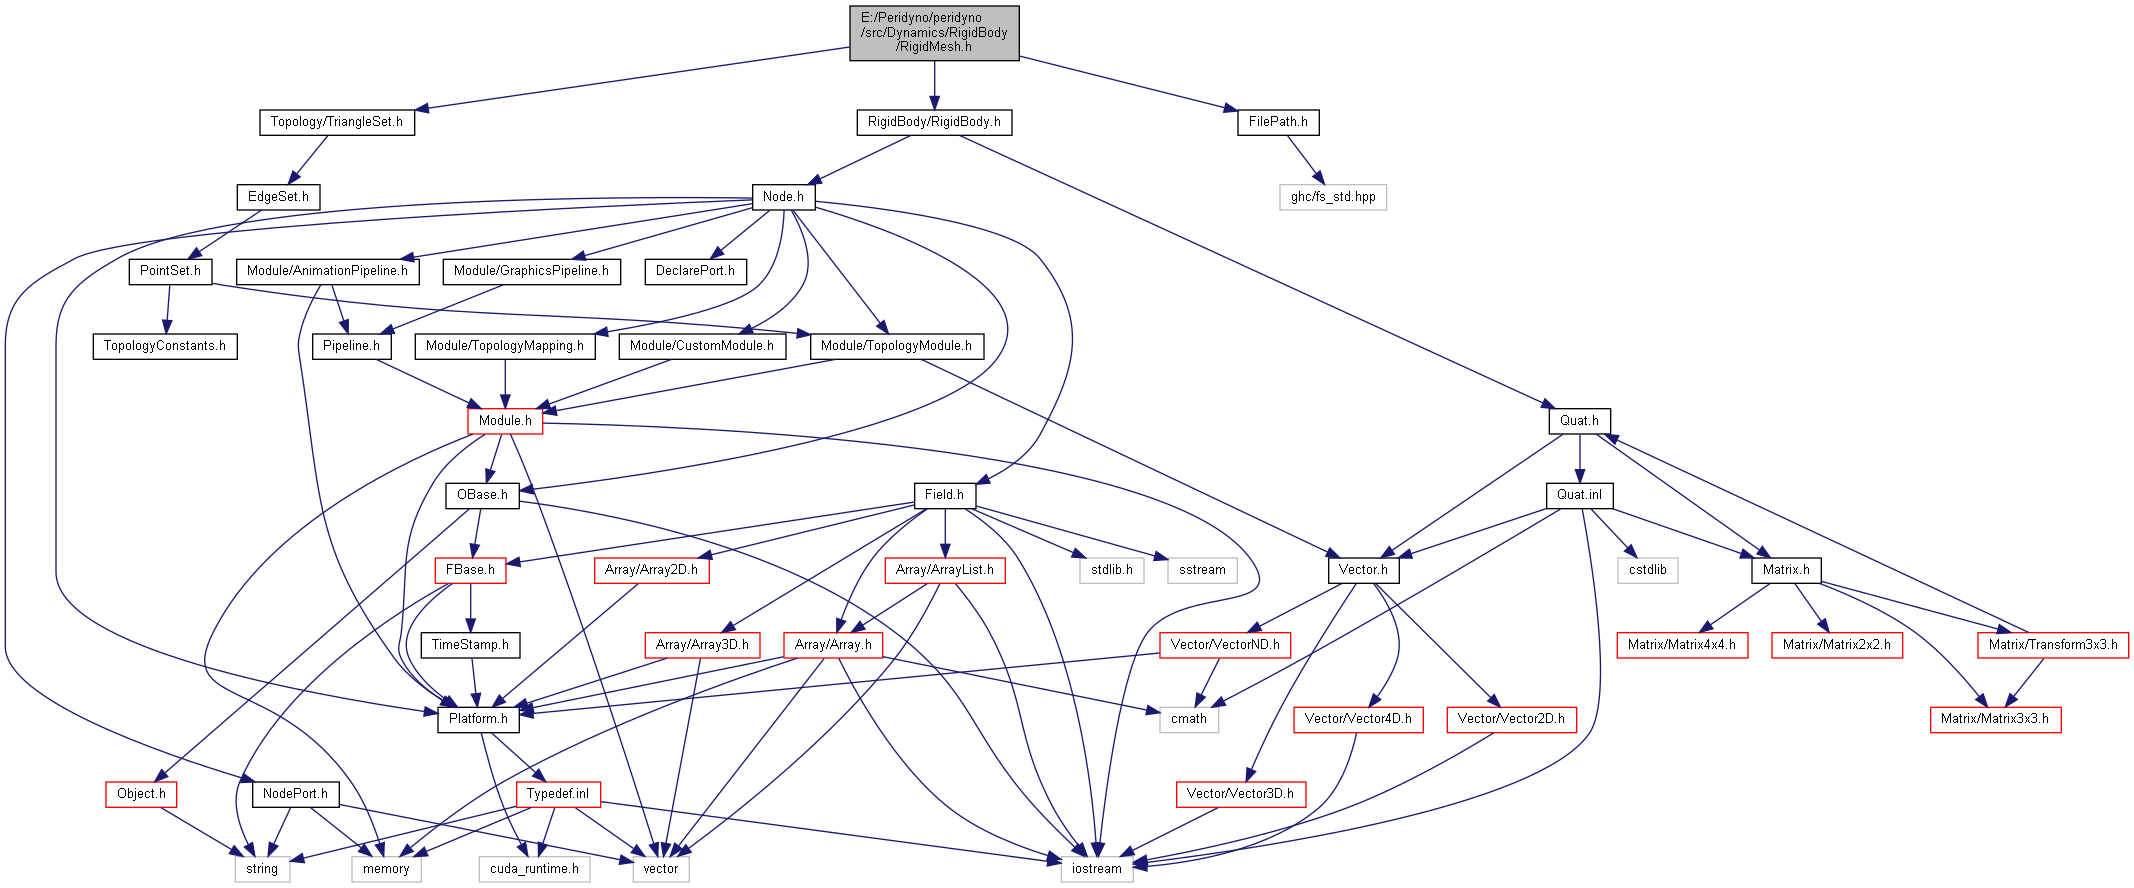 E:/Peridyno/peridyno
/src/Dynamics/RigidBody
/RigidMesh.h
Topology/TriangleSet.h
RigidBody/RigidBody.h
FilePath.h
EdgeSet.h
Node.h
ghc/fs_std.hpp
PointSet.h
Module/AnimationPipeline.h
Module/GraphicsPipeline.h
DeclarePort.h
TopologyConstants.h
Pipeline.h
Module/TopologyMapping.h
Module/CustomModule.h
Module/TopologyModule.h
Module.h
Quat.h
OBase.h
Field.h
Quat.inl
FBase.h
Array/Array2D.h
Array/ArrayList.h
stdlib.h
sstream
Vector.h
cstdlib
Matrix.h
TimeStamp.h
Array/Array3D.h
Array/Array.h
Vector/VectorND.h
Matrix/Matrix4x4.h
Matrix/Matrix2x2.h
Matrix/Transform3x3.h
Platform.h
cmath
Vector/Vector4D.h
Vector/Vector2D.h
Matrix/Matrix3x3.h
Object.h
NodePort.h
Typedef.inl
Vector/Vector3D.h
string
memory
cuda_runtime.h
vector
iostream